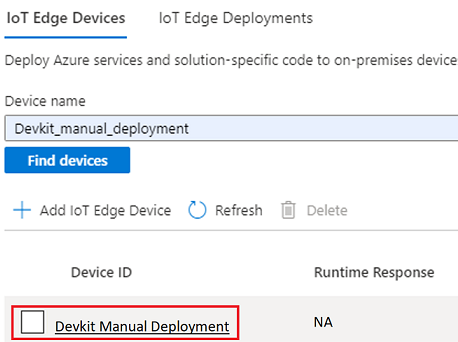 IoT Edge Devices IoT Edge Deployments
Deploy Azure services and solution-specific code to on-premises device
Device name
Devkit_manual_deployment
Find devices
Add IoT Edge Device Refresh Delete
Device ID Runtime Response
Devkit Manual Deployment NA